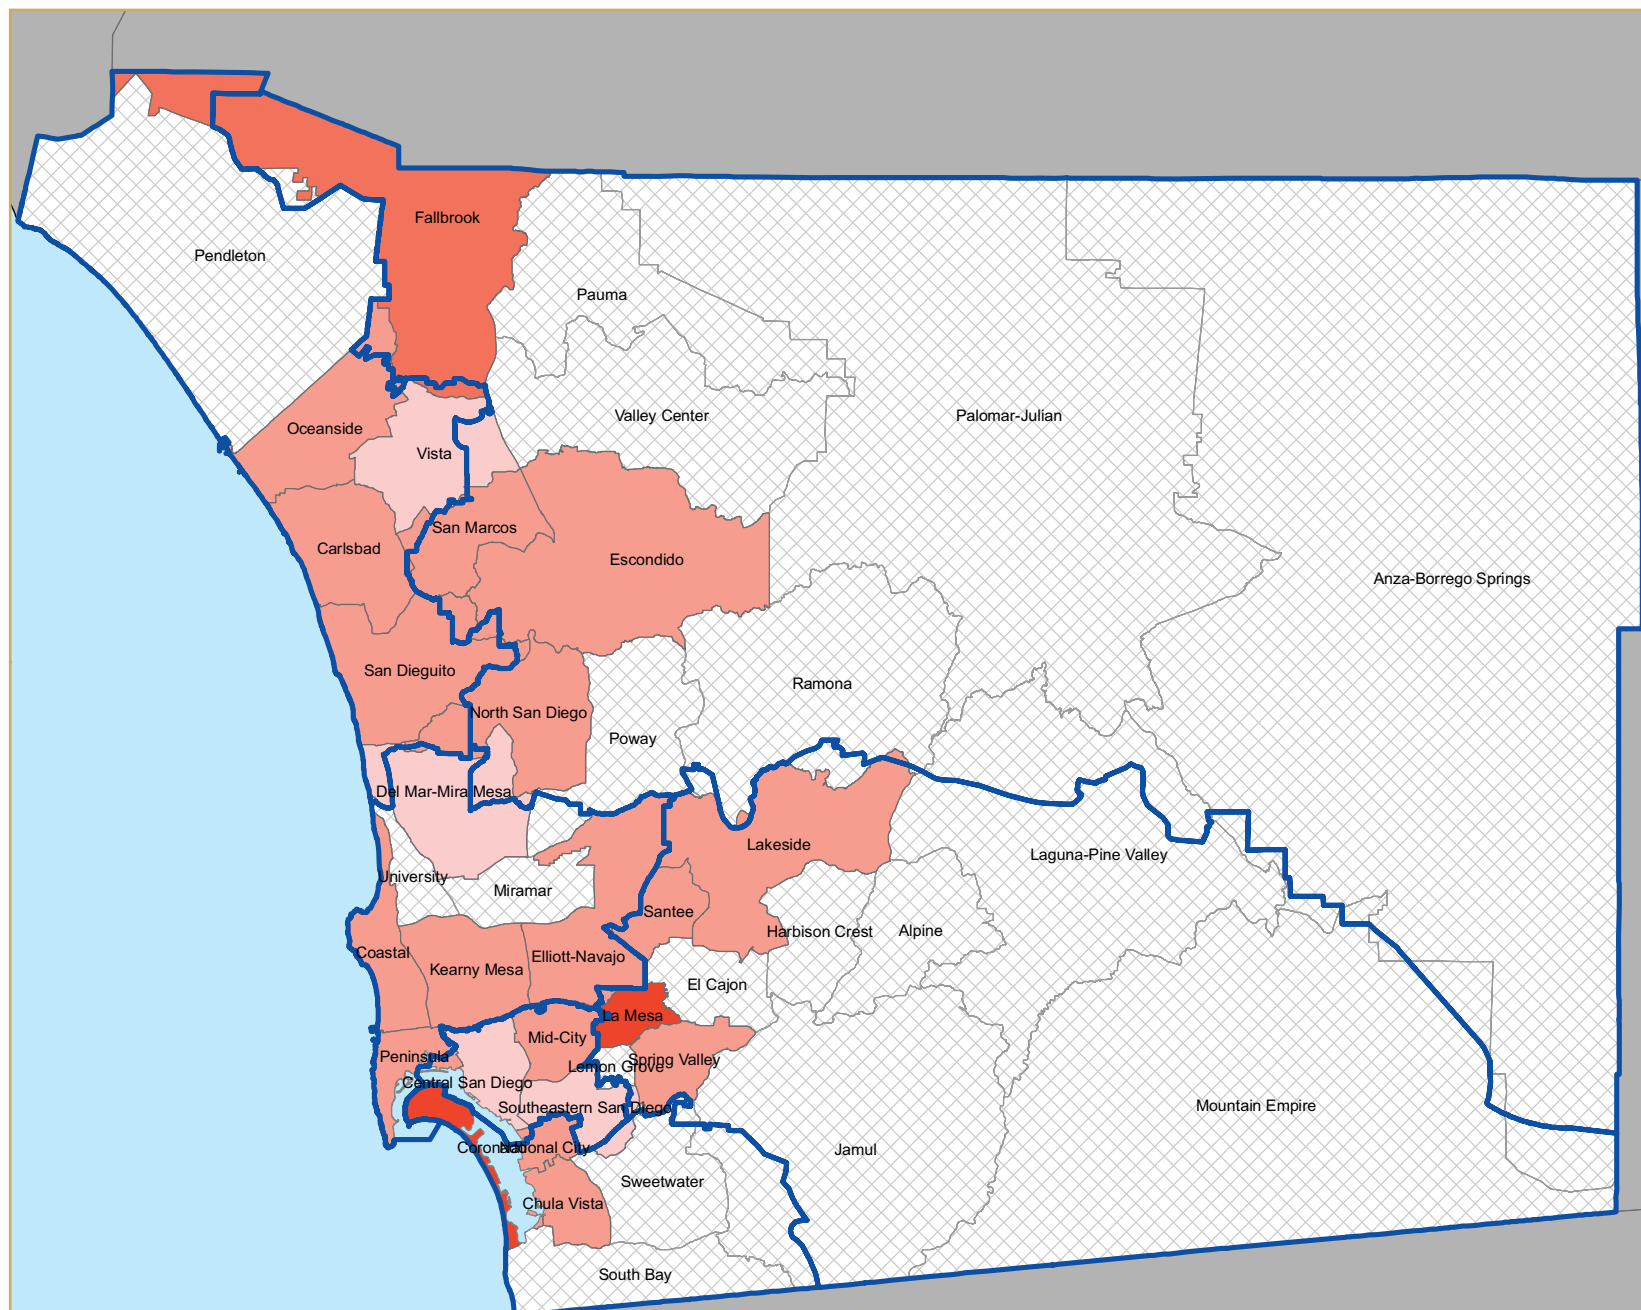 Fallbrook
Pendleton
Pauma
Valley Center
Palomar-Julian
Oceanside
Vista
San Marcos
Carlsbad
Escondido
Anza-Borrego Springs
San Dieguito
Ramona
North San Diego
Poway
Del Mar-Mira Mesa
Lakeside
Laguna-Pine Valley
University
Miramar
Santee
Harbison Crest
Alpine
Coastal
Elliott-Navajo
Kearny Mesa
El Cajon
La Mesa
Mid-City
Peninsula
Lemon Grove
Spring Valley
Central San Diego
Southeastern San Diego
Mountain Empire
Coronado
National City
Jamul
Sweetwater
Chula Vista
South Bay